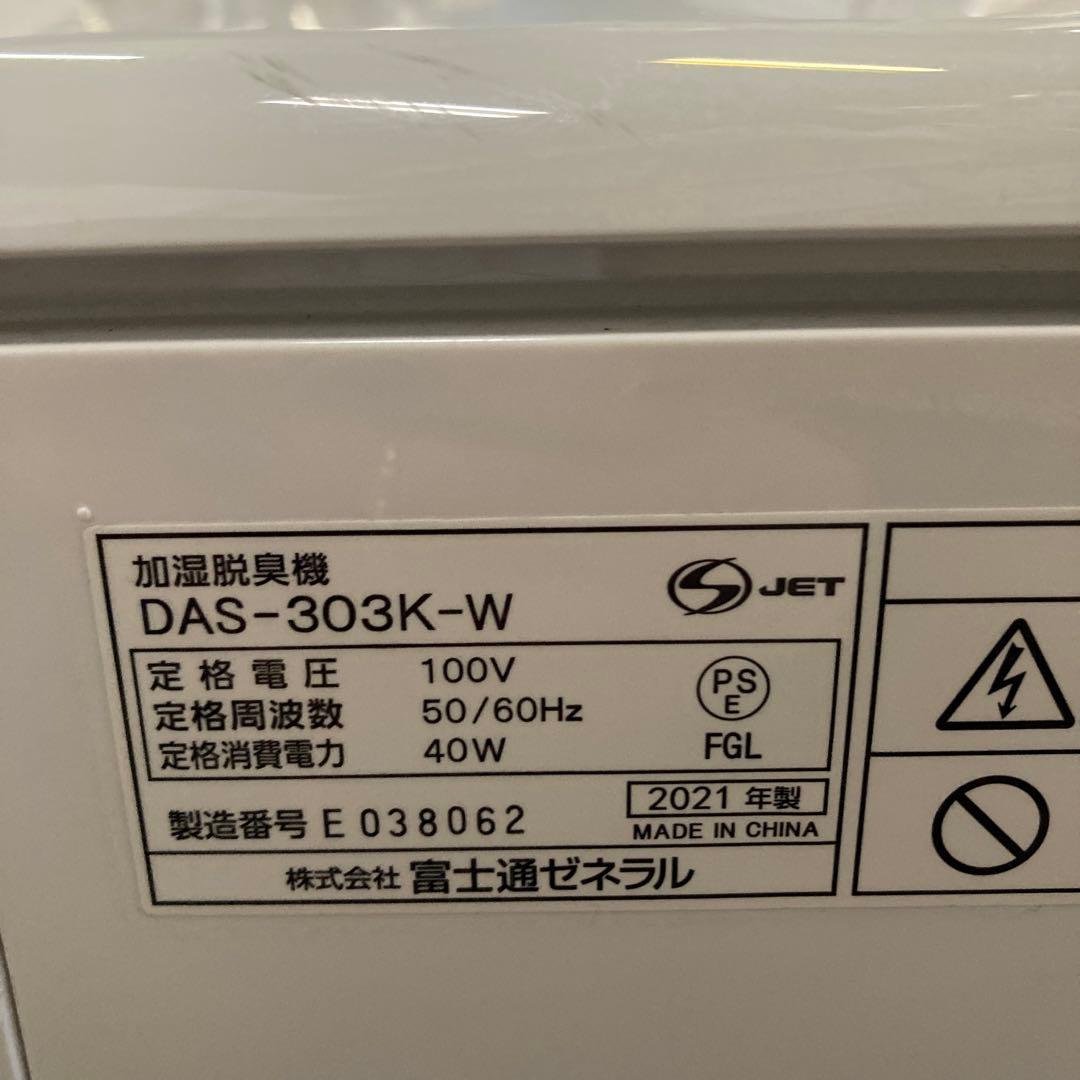 加湿脱臭機
DAS-303K-W
S JET
定格電圧 100V
定格周波数 50/60Hz
定格消費電力 40W
PS
E
FGL
製造番号 E 038062
2021 年製
MADE IN CHINA
株式会社 富士通ゼネラル